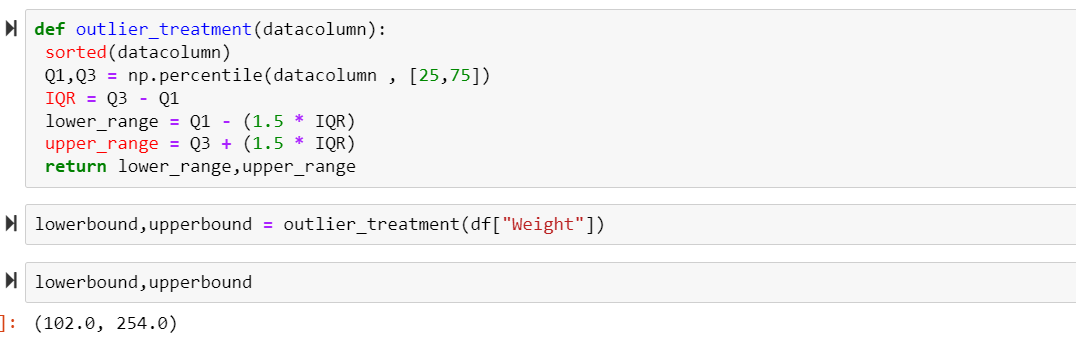 def outlier_treatment(datacolumn):
 sorted(datacolumn)
 Q1,Q3 = np.percentile(datacolumn , [25,75])
 IQR = Q3 - Q1
 lower_range = Q1 - (1.5 * IQR)
 upper_range = Q3 + (1.5 * IQR)
 return lower_range,upper_range
lowerbound,upperbound = outlier_treatment(df["Weight"])
lowerbound,upperbound
]: (102.0, 254.0)